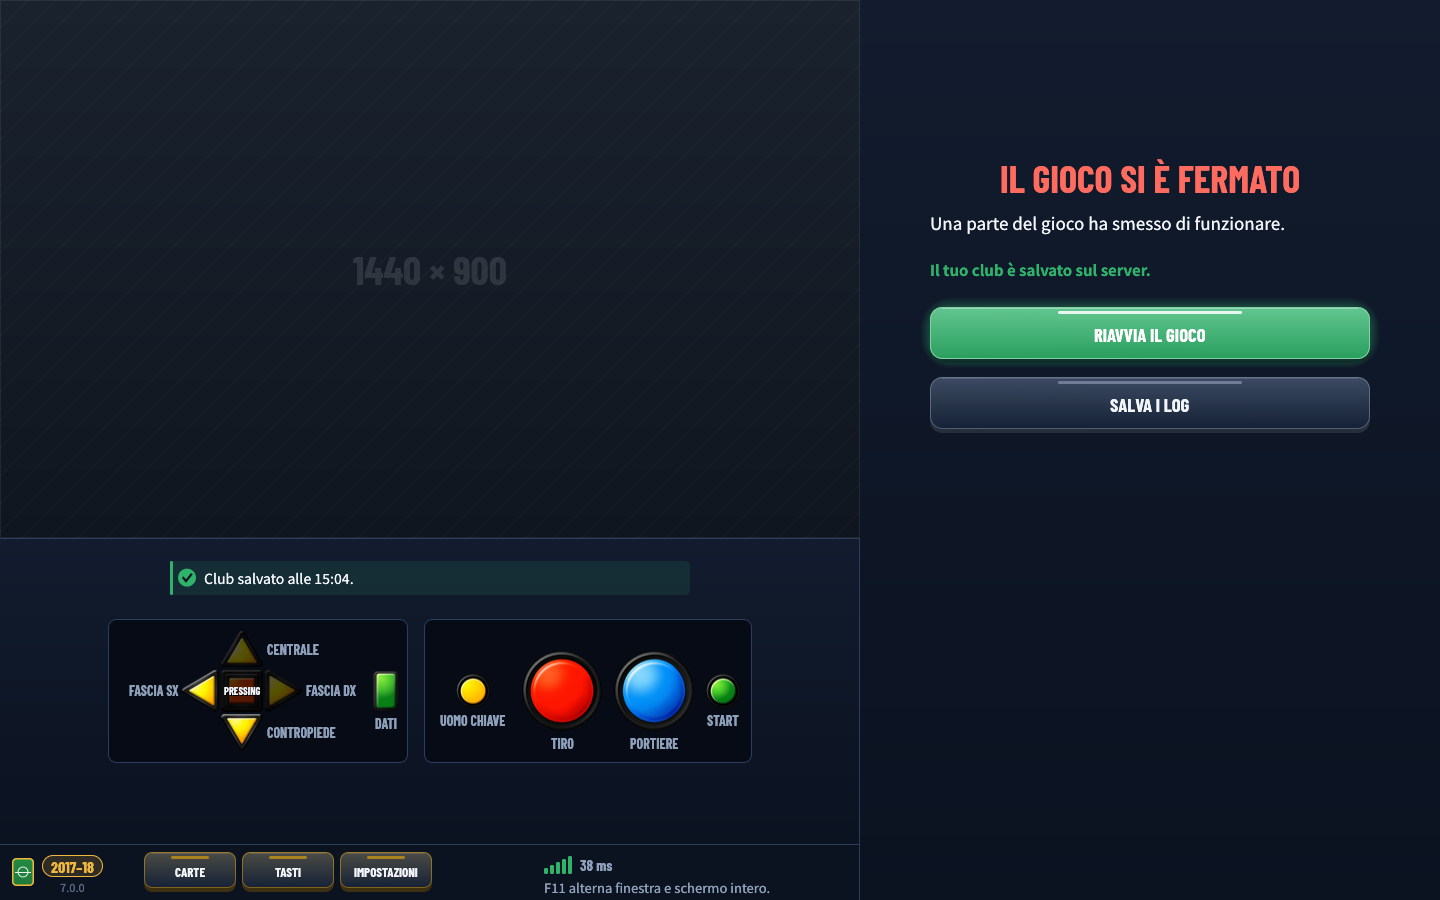 1440 × 900
IL GIOCO SI È FERMATO
Una parte del gioco ha smesso di funzionare.
Il tuo club è salvato sul server.
RIAVVIA IL GIOCO
SALVA I LOG
Club salvato alle 15:04.
CENTRALE
FASCIA SX
PRESSING
FASCIA DX
CONTROPIEDE
DATI
UOMO CHIAVE
TIRO
PORTIERE
START
2017-18
7.0.0
CARTE
TASTI
IMPOSTAZIONI
38 ms
F11 alterna finestra e schermo intero.